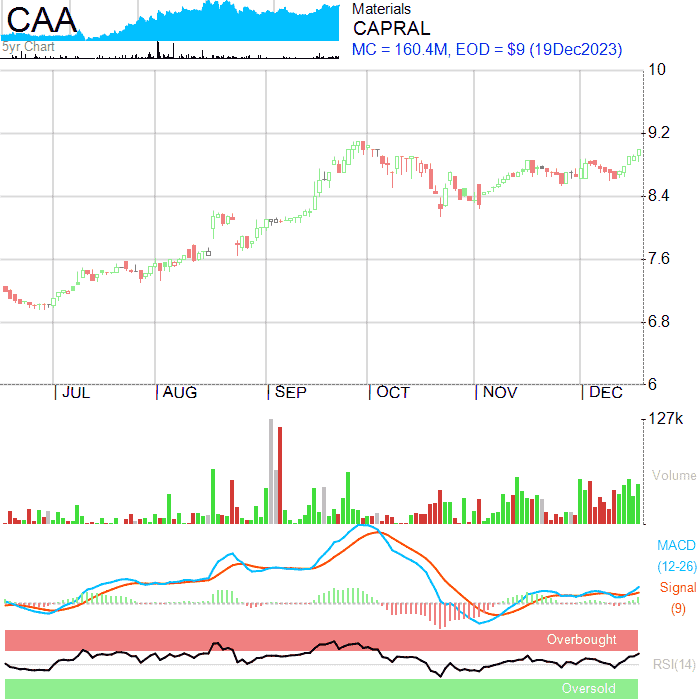 CAA
5yr Chart
Materials
CAPRAL
MC = 160.4M, EOD = $9 (19Dec2023)
10
9.2
8.4
7.6
6.8
6
JUL AUG SEP OCT NOV DEC
127k
Volume
MACD
(12-26)
Signal
(9)
Overbought
RSI(14)
Oversold